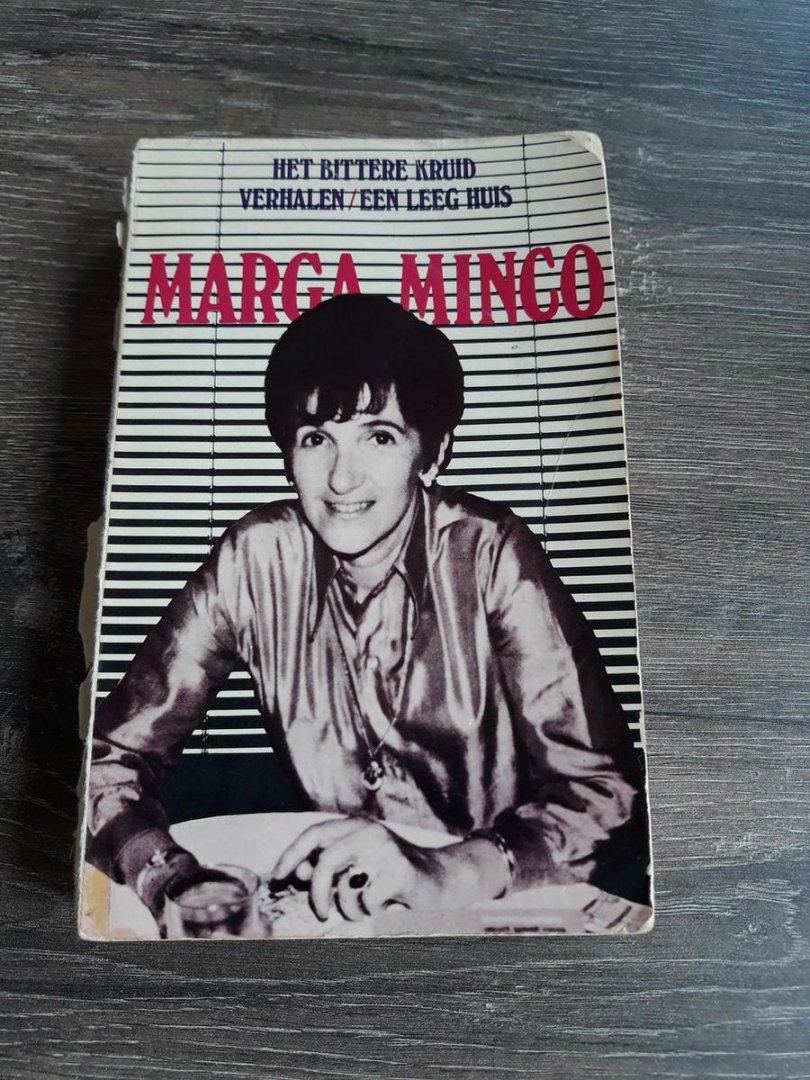 HET BITTERE KRUID
VERHALEN/EEN LEEG HUIS
MARGA MINCO